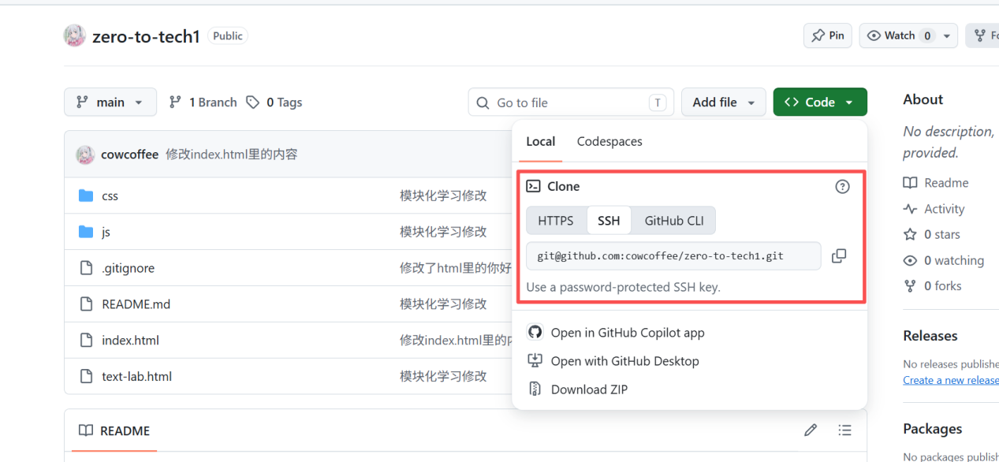 zero-to-tech1 Public
Pin Watch 0
main 1 Branch 0 Tags Go to file T Add file Code
About
Local Codespaces
No description,
provided.
cowcoffee 修改index.html里的内容
Clone
Readme
css 模块化学习修改
HTTPS SSH GitHub CLI
Activity
js 模块化学习修改
0 stars
git@github.com:cowcoffee/zero-to-tech1.git
0 watching
.gitignore 修改了html里的你好
Use a password-protected SSH key.
0 forks
README.md 模块化学习修改
Open in GitHub Copilot app
Releases
index.html 修改index.html里的
Open with GitHub Desktop
No releases publishe
text-lab.html 模块化学习修改
Create a new release
Download ZIP
README
Packages
No packages publish